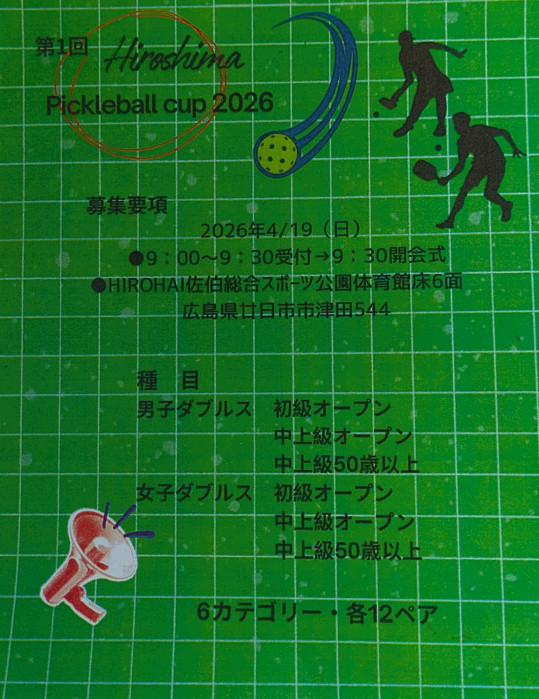 第1回 Hiroshima
Pickleball cup 2026
募集要項
2026年4/19（日）
●9：00～9：30受付→9：30開会式
●HIROHAI佐伯総合スポーツ公園体育館床6面
広島県廿日市市津田544
種　目
男子ダブルス　初級オープン
中上級オープン
中上級50歳以上
女子ダブルス　初級オープン
中上級オープン
中上級50歳以上
6カテゴリー・各12ペア